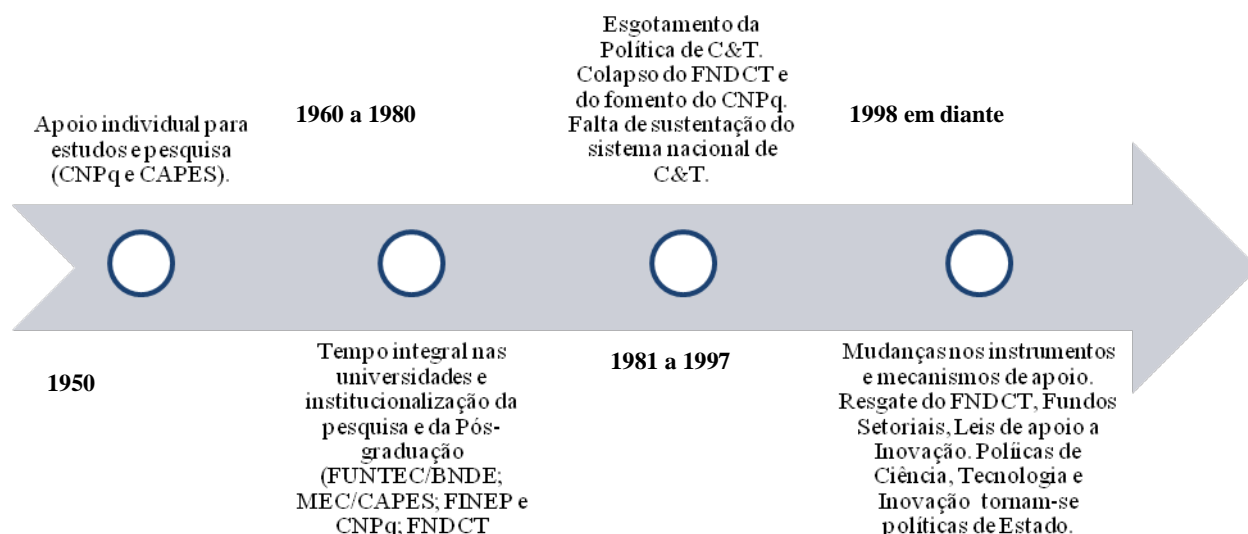 Apoio individual para
estudos e pesquisa
(CNPq e CAPES).
1950
1960 a 1980
Tempo integral nas
universidades e
institucionalização da
pesquisa e da Pós-
graduação
(FUNTEC/BNDE;
MEC/CAPES; FINEP e
CNPq; FNDCT
Esgotamento da
Política de C&T.
Colapso do FNDCT e
do fomento do CNPq.
Falta de sustentação do
sistema nacional de
C&T.
1981 a 1997
1998 em diante
Mudanças nos instrumentos
e mecanismos de apoio.
Resgate do FNDCT, Fundos
Setoriais, Leis de apoio a
Inovação. Políicas de
Ciência, Tecnologia e
Inovação tornam-se
políticas de Estado.